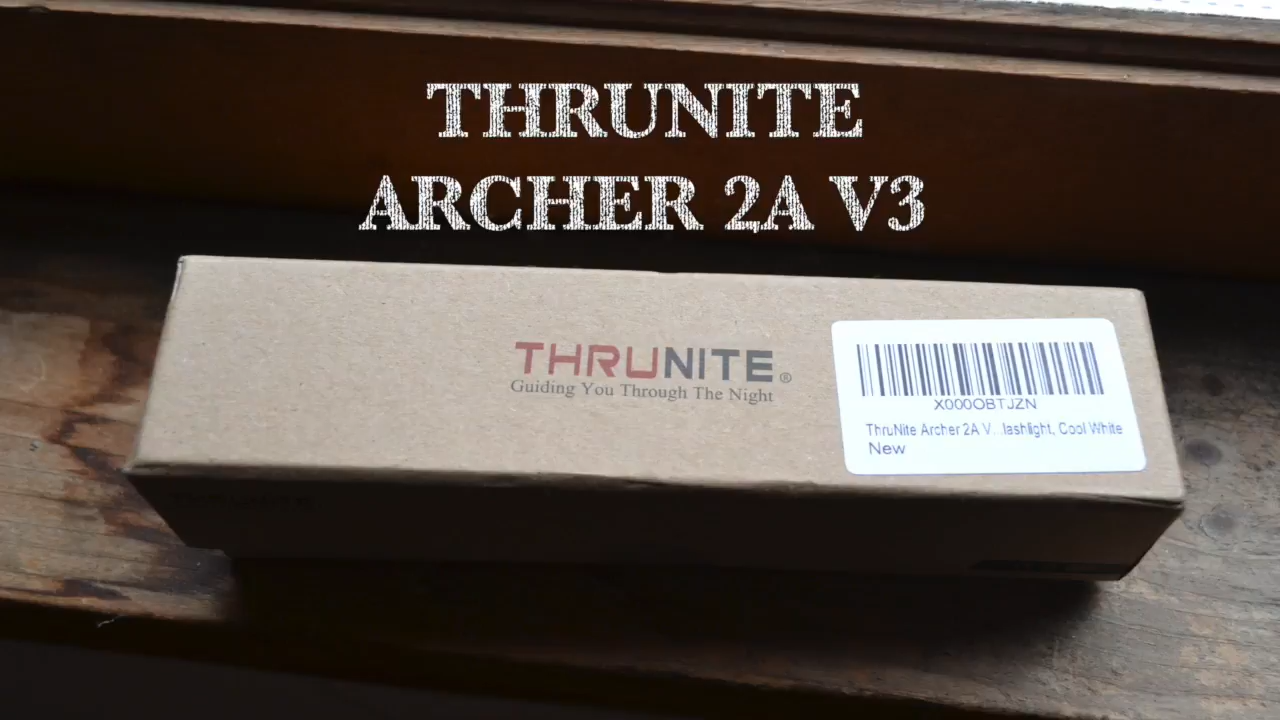 THRUNITE
ARCHER 2A V3
THRUNITE®
Guiding You Through The Night
X000OBTJZN
ThruNite Archer 2A V...lashlight, Cool White
New